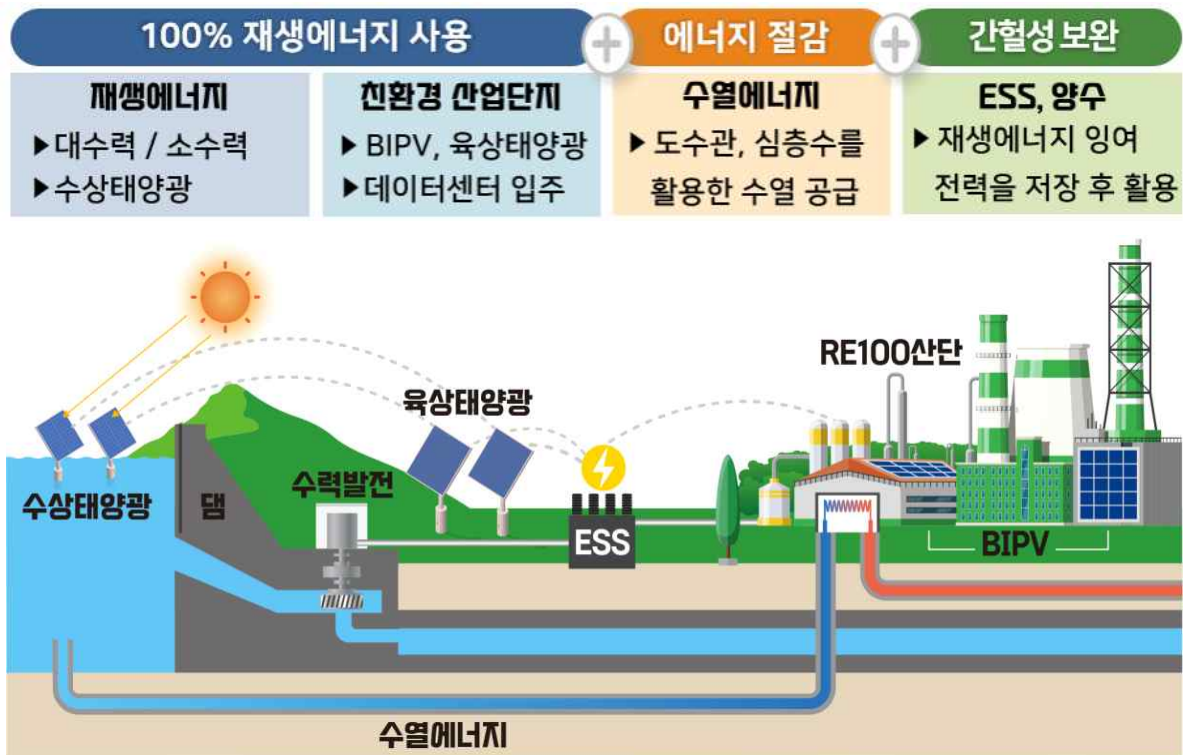 100% 재생에너지 사용
에너지 절감
간헐성 보완
재생에너지
▶대수력 / 소수력
▶수상태양광
친환경 산업단지
▶ BIPV, 육상태양광
▶데이터센터 입주
수열에너지
▶ 도수관, 심층수를
활용한 수열 공급
ESS, 양수
▶ 재생에너지 잉여
전력을 저장 후 활용
RE100산단
육상태양광
수력발전
수상태양광
댐
ESS
BIPV
수열에너지